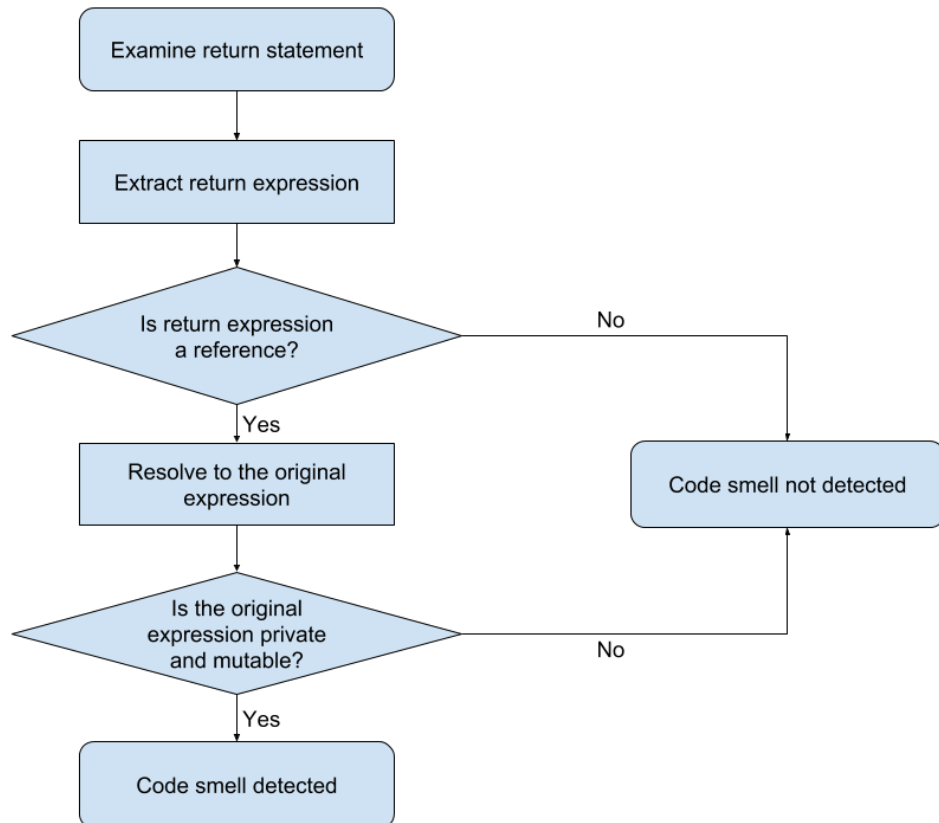 Examine return statement
Extract return expression
Is return expression
a reference?
No
Yes
Resolve to the original
expression
Code smell not detected
Is the original
expression private
and mutable?
No
Yes
Code smell detected